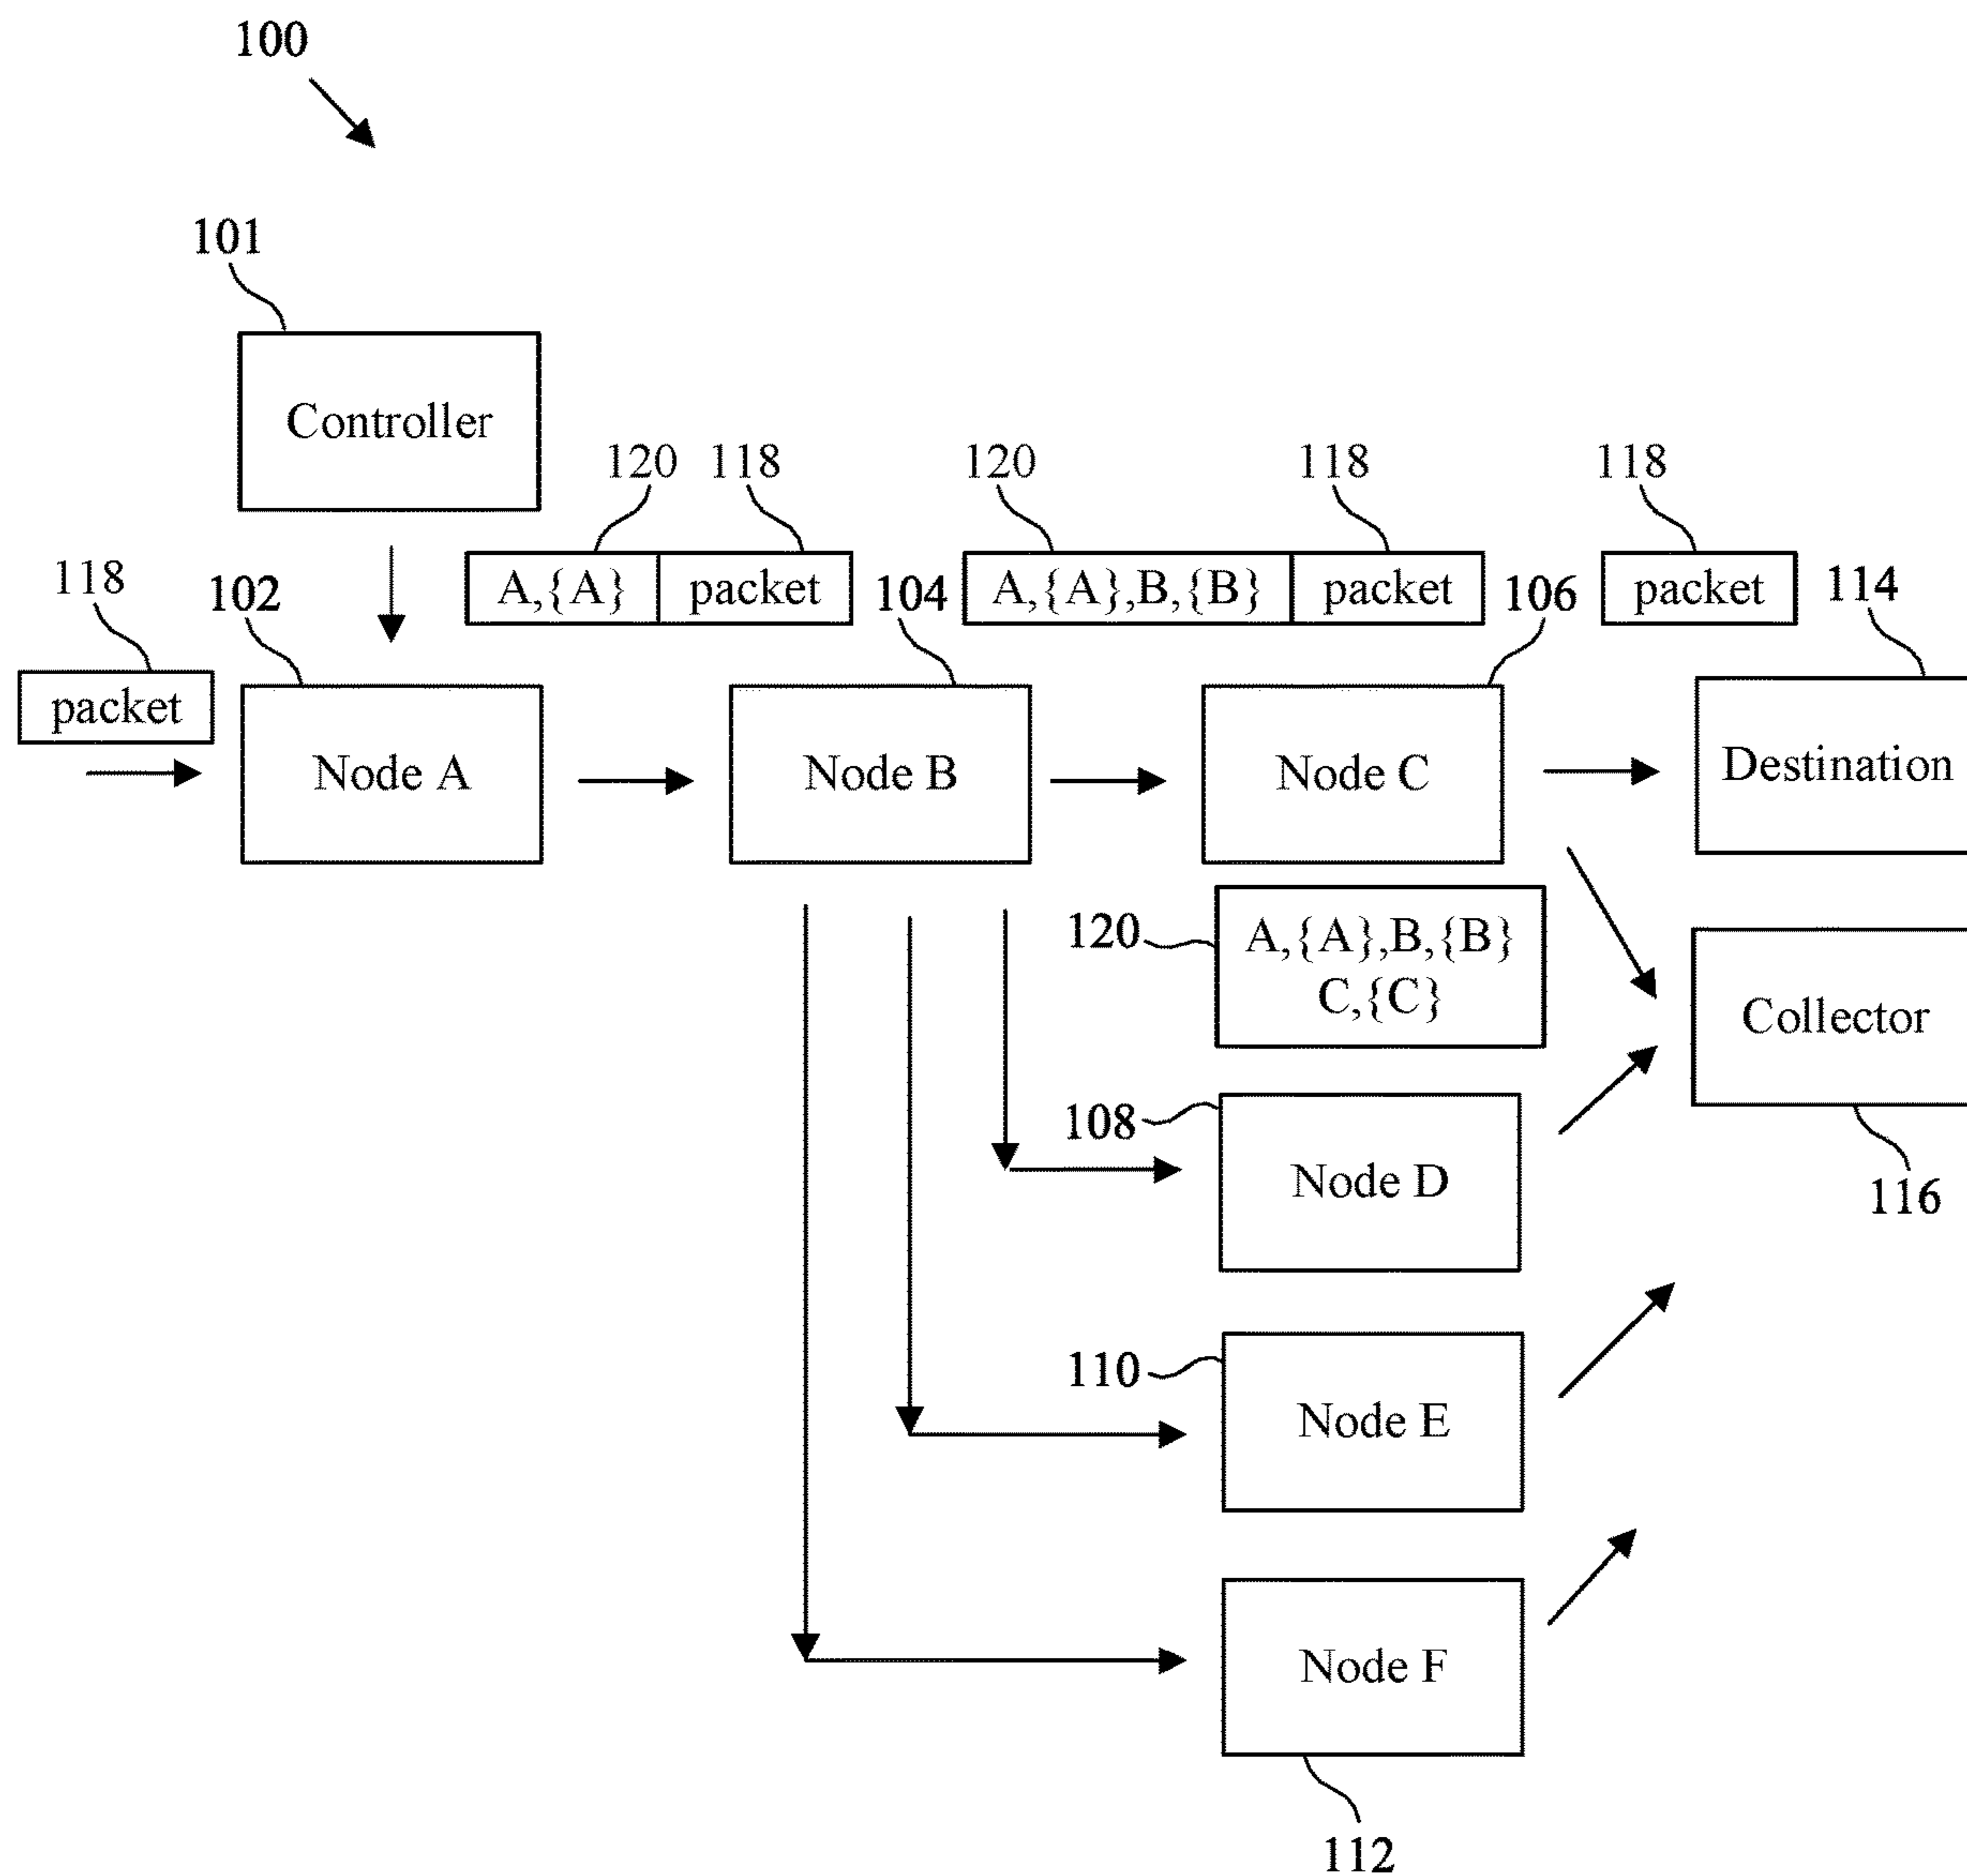 100
101
Controller
120
118
120
118
118
118
102
A,{A}
packet
104
A,{A},B,{B}
packet
106
packet
114
packet
Node A
Node B
Node C
Destination
120
A,{A},B,{B}
C,{C}
Collector
108
Node D
116
110
Node E
Node F
112